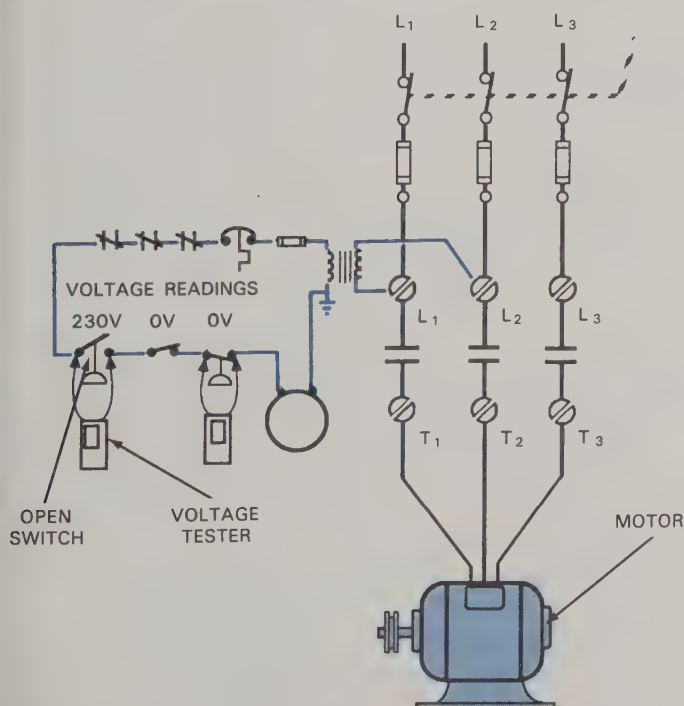 L1 L2 L3
VOLTAGE READINGS
230V 0V 0V
L1 L2 L3
T1 T2 T3
OPEN
SWITCH
VOLTAGE
TESTER
MOTOR